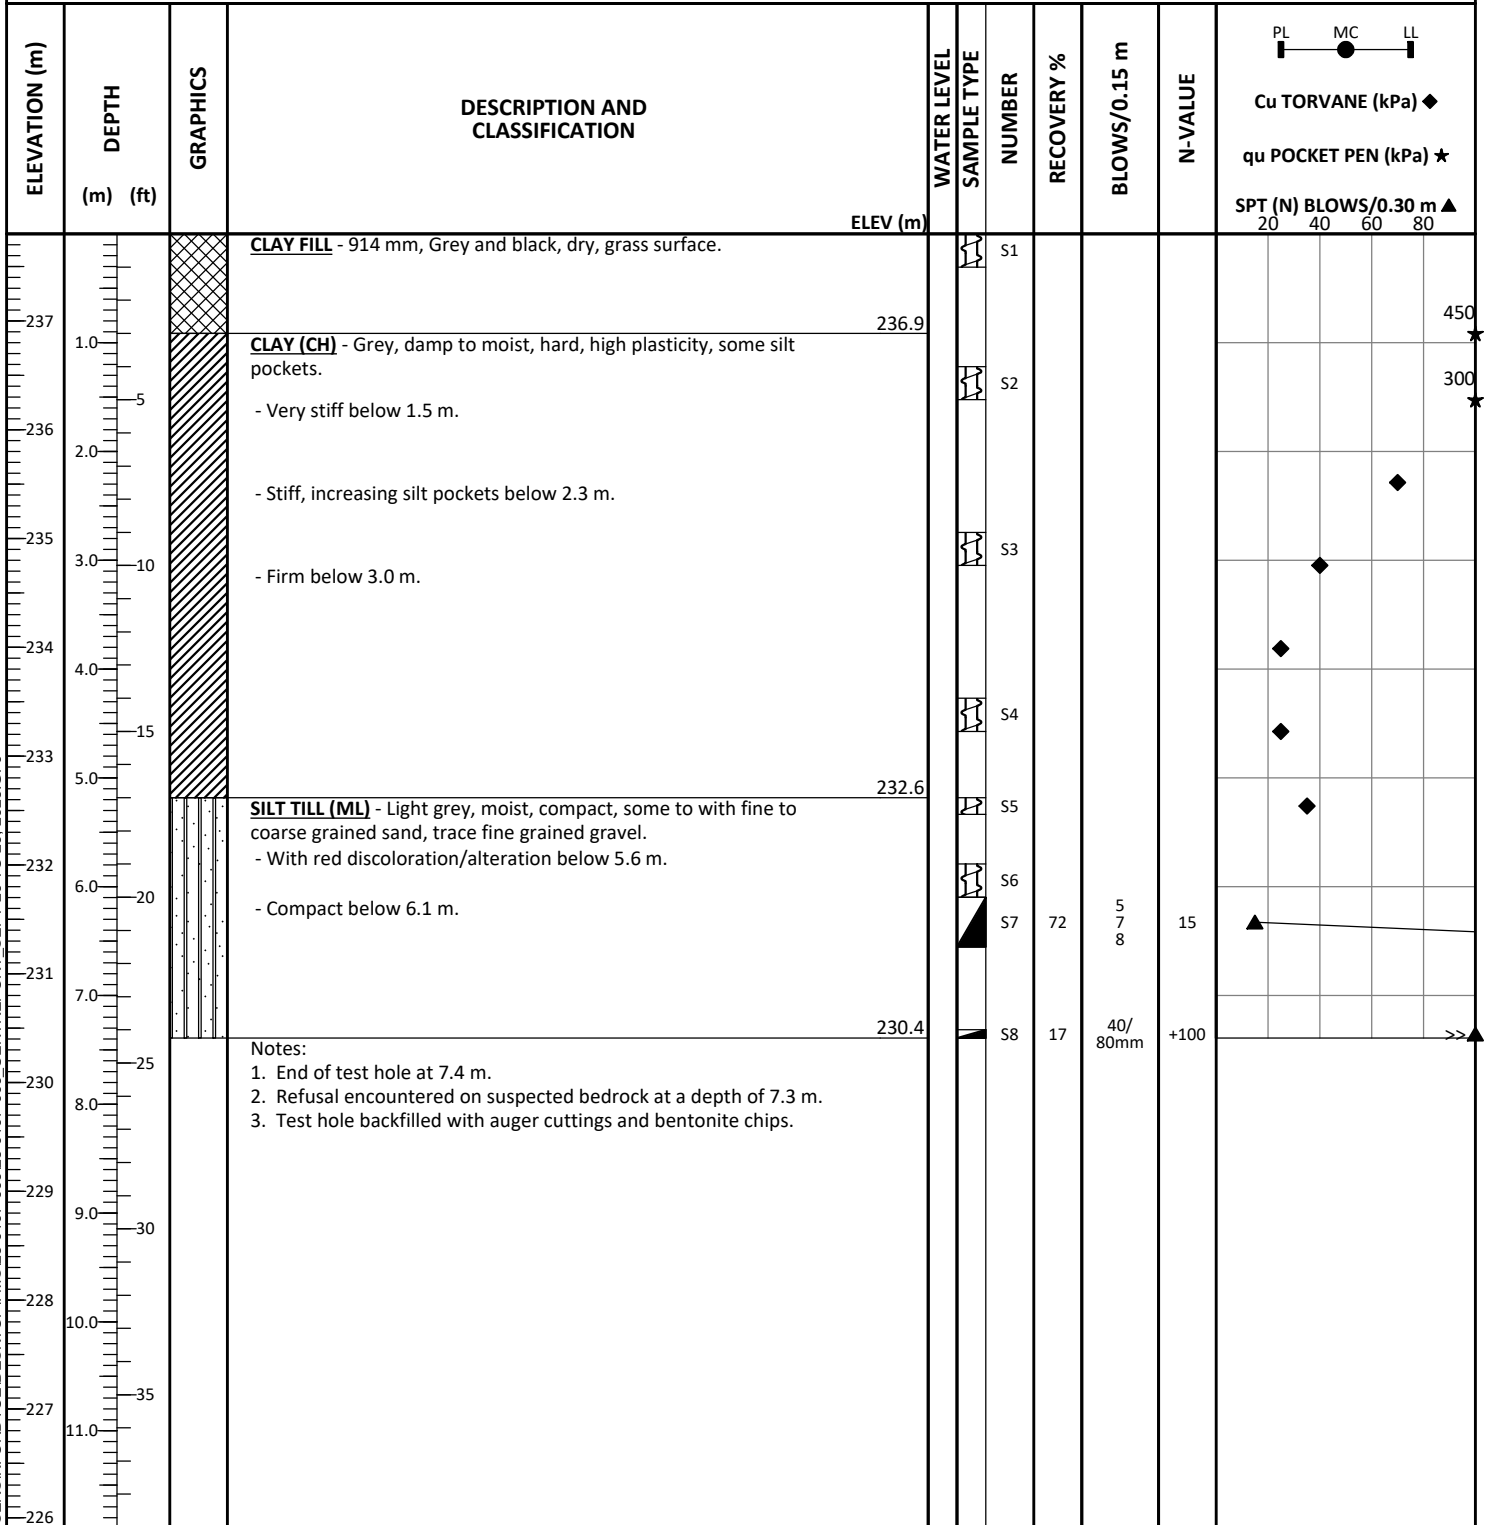 ELEVATION (m)
DEPTH
(m) (ft)
GRAPHICS
DESCRIPTION AND
CLASSIFICATION
ELEV (m)
WATER LEVEL
SAMPLE TYPE
NUMBER
RECOVERY %
BLOWS/0.15 m
N-VALUE
PL MC LL
Cu TORVANE (kPa) ◆
qu POCKET PEN (kPa) ★
SPT (N) BLOWS/0.30 m ▲
20 40 60 80
CLAY FILL - 914 mm, Grey and black, dry, grass surface.
S1
450
237
236.9
1.0
CLAY (CH) - Grey, damp to moist, hard, high plasticity, some silt
pockets.
S2
300
5
- Very stiff below 1.5 m.
236
2.0
- Stiff, increasing silt pockets below 2.3 m.
235
S3
3.0
10
- Firm below 3.0 m.
234
4.0
S4
15
233
5.0
232.6
SILT TILL (ML) - Light grey, moist, compact, some to with fine to
coarse grained sand, trace fine grained gravel.
S5
- With red discoloration/alteration below 5.6 m.
232
6.0
S6
20
- Compact below 6.1 m.
S7 72
5
7
8
15
231
7.0
230.4
S8 17
40/
80mm
+100
>>
Notes:
1. End of test hole at 7.4 m.
2. Refusal encountered on suspected bedrock at a depth of 7.3 m.
3. Test hole backfilled with auger cuttings and bentonite chips.
25
230
8.0
229
9.0
30
228
10.0
35
227
11.0
226